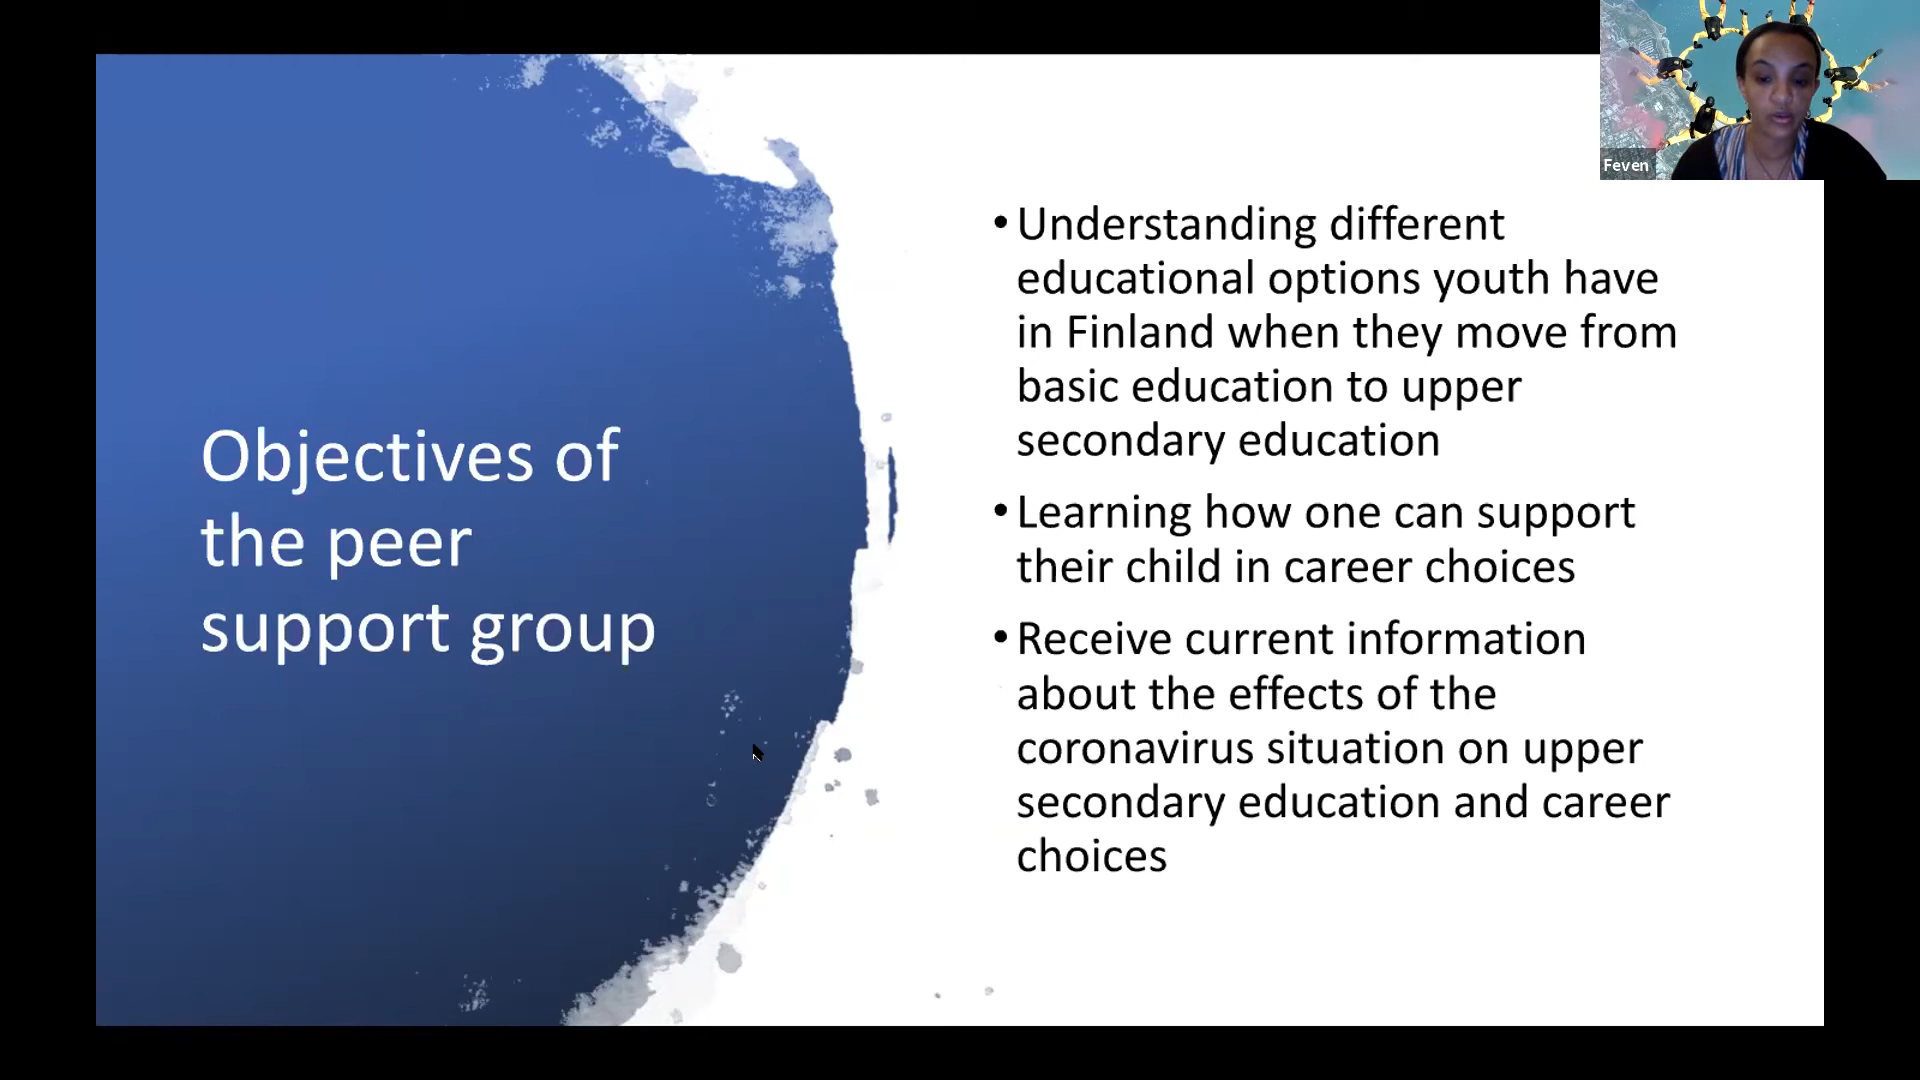 Feven
Objectives of
the peer
support group
• Understanding different
educational options youth have
in Finland when they move from
basic education to upper
secondary education
• Learning how one can support
their child in career choices
• Receive current information
about the effects of the
coronavirus situation on upper
secondary education and career
choices